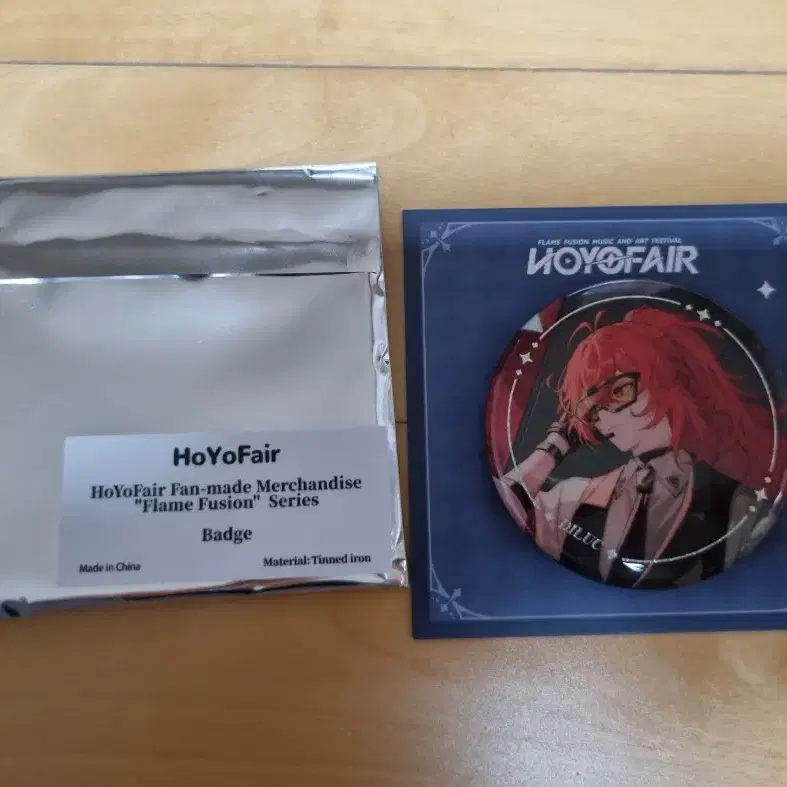 HoYoFair
HoYoFair Fan-made Merchandise
"Flame Fusion" Series
Badge
Made in China
Material: Tinned iron
FLAME FUSION MUSIC AND ART FESTIVAL
HOYOFAIR
DILUC